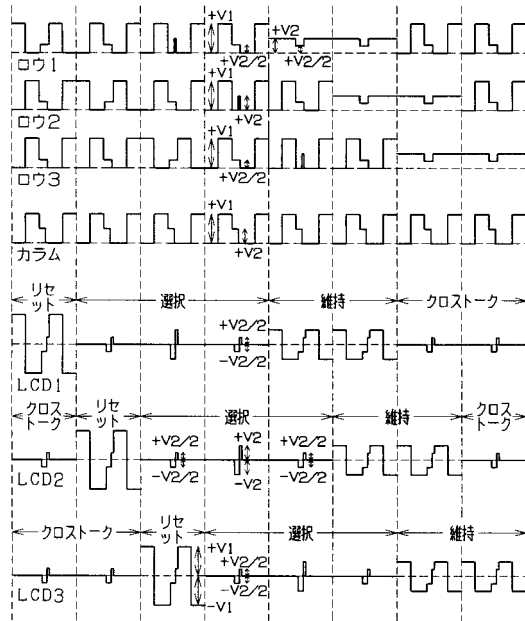 +V1
+V2
ロウ1
+V2/2
+V2/2
+V1
ロウ2
+V2
+V1
ロウ3
+V2/2
+V1
カラム
+V2
リセット
選択
維持
クロストーク
+V2/2
-V2/2
LCD1
クロストーク
リセット
選択
維持
クロストーク
+V2/2
+V2
+V2/2
LCD2
-V2/2
-V2
-V2/2
クロストーク
リセット
選択
維持
+V1
+V2/2
LCD3
-V2/2
-V1